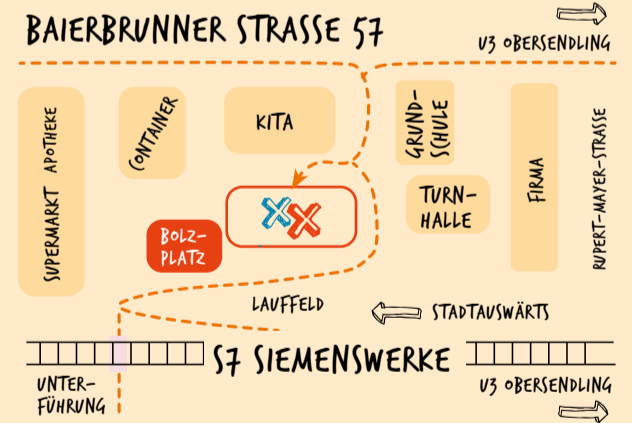 BAIERBRUNNER STRASSE 57
U3 OBERSENDLING
SUPERMARKT APOTHEKE
CONTAINER
KITA
GRUND-
SCHULE
TURN-
HALLE
FIRMA
RUPERT-MAYER-STRASSE
BOLZ-
PLATZ
LAUFFELD
STADTAUSWÄRTS
S7 SIEMENSWERKE
UNTER-
FÜHRUNG
U3 OBERSENDLING